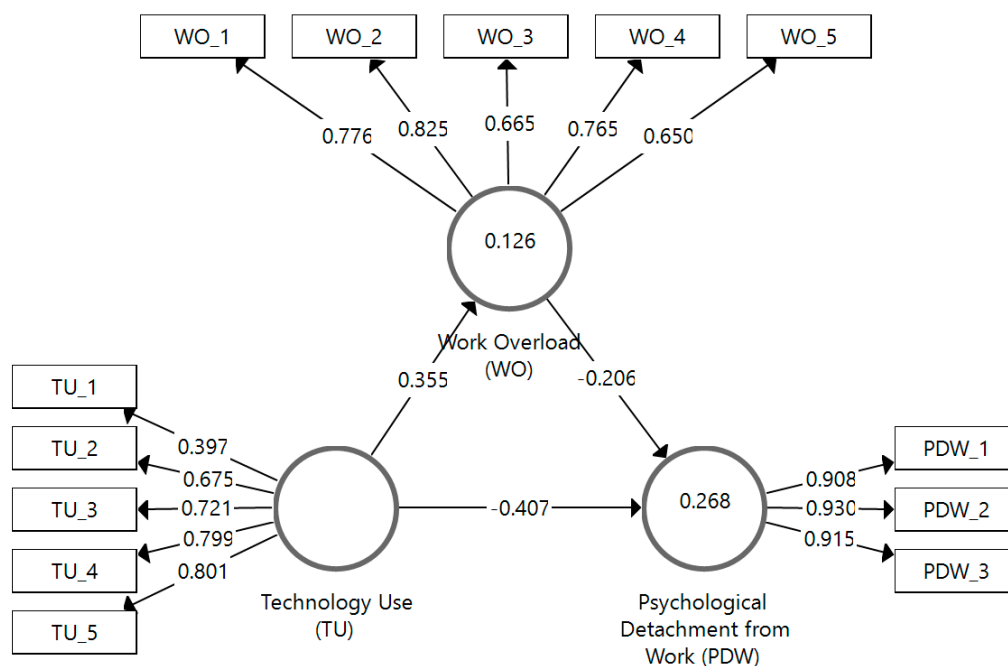 WO_1
WO_2
WO_3
WO_4
WO_5
0.776
0.825
0.665
0.765
0.650
0.126
Work Overload
(WO)
0.355
-0.206
TU_1
TU_2
TU_3
TU_4
TU_5
0.397
0.675
0.721
0.799
0.801
Technology Use
(TU)
-0.407
0.268
Psychological
Detachment from
Work (PDW)
0.908
0.930
0.915
PDW_1
PDW_2
PDW_3